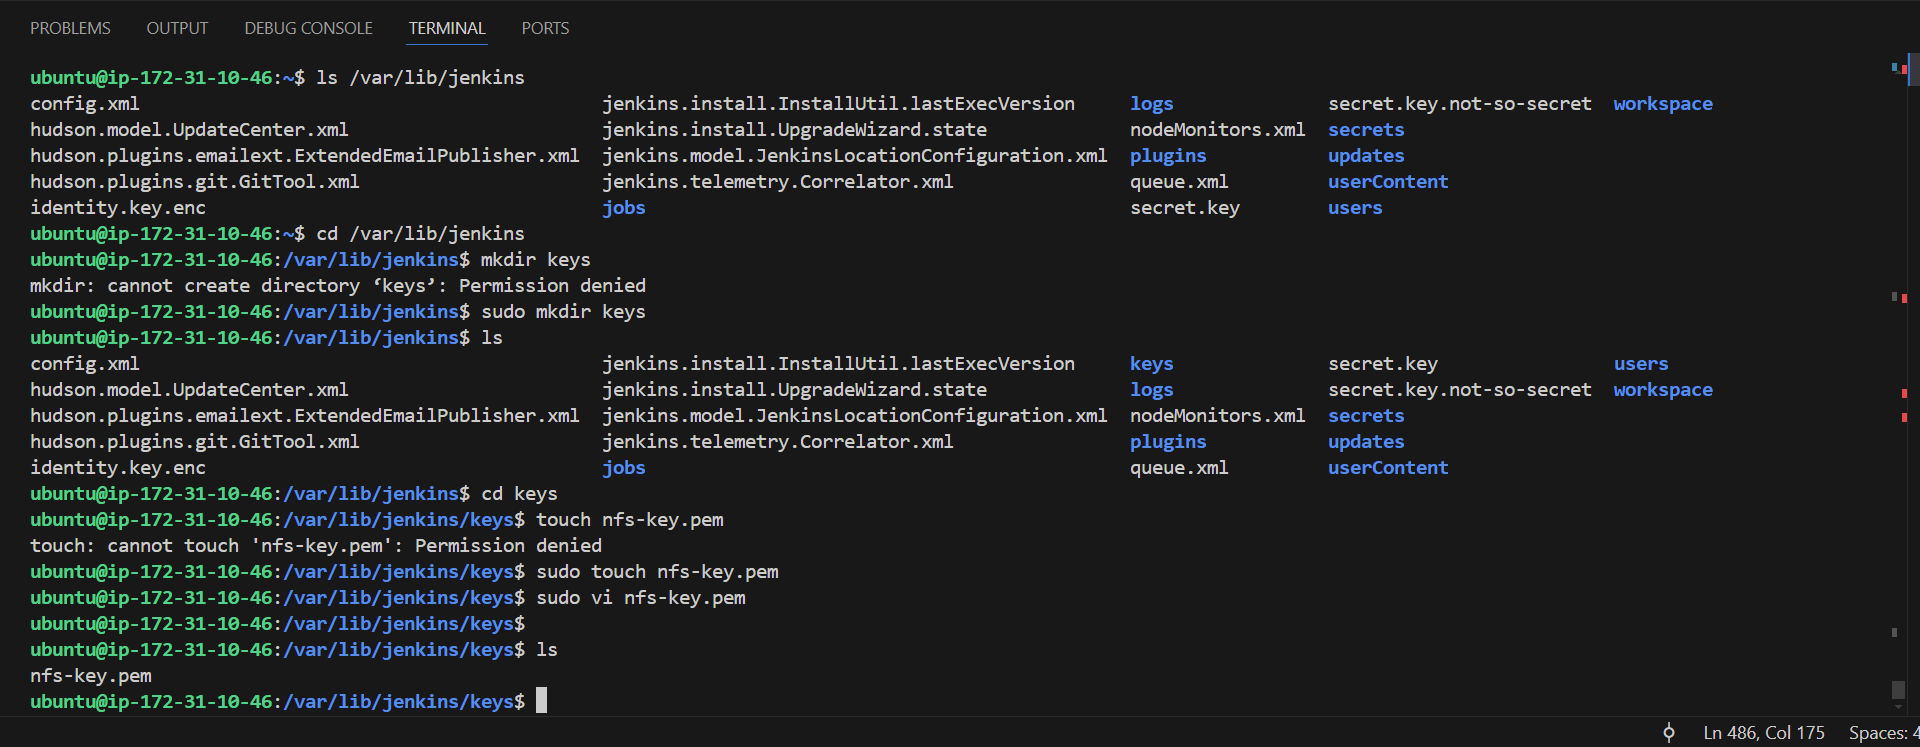 PROBLEMS OUTPUT DEBUG CONSOLE TERMINAL PORTS
ubuntu@ip-172-31-10-46:~$ ls /var/lib/jenkins
config.xml jenkins.install.InstallUtil.lastExecVersion logs secret.key.not-so-secret workspace
hudson.model.UpdateCenter.xml jenkins.install.UpgradeWizard.state nodeMonitors.xml secrets
hudson.plugins.emailext.ExtendedEmailPublisher.xml jenkins.model.JenkinsLocationConfiguration.xml plugins updates
hudson.plugins.git.GitTool.xml jenkins.telemetry.Correlator.xml queue.xml userContent
identity.key.enc jobs secret.key users
ubuntu@ip-172-31-10-46:~$ cd /var/lib/jenkins
ubuntu@ip-172-31-10-46:/var/lib/jenkins$ mkdir keys
mkdir: cannot create directory ‘keys’: Permission denied
ubuntu@ip-172-31-10-46:/var/lib/jenkins$ sudo mkdir keys
ubuntu@ip-172-31-10-46:/var/lib/jenkins$ ls
config.xml jenkins.install.InstallUtil.lastExecVersion keys secret.key users
hudson.model.UpdateCenter.xml jenkins.install.UpgradeWizard.state logs secret.key.not-so-secret workspace
hudson.plugins.emailext.ExtendedEmailPublisher.xml jenkins.model.JenkinsLocationConfiguration.xml nodeMonitors.xml secrets
hudson.plugins.git.GitTool.xml jenkins.telemetry.Correlator.xml plugins updates
identity.key.enc jobs queue.xml userContent
ubuntu@ip-172-31-10-46:/var/lib/jenkins$ cd keys
ubuntu@ip-172-31-10-46:/var/lib/jenkins/keys$ touch nfs-key.pem
touch: cannot touch 'nfs-key.pem': Permission denied
ubuntu@ip-172-31-10-46:/var/lib/jenkins/keys$ sudo touch nfs-key.pem
ubuntu@ip-172-31-10-46:/var/lib/jenkins/keys$ sudo vi nfs-key.pem
ubuntu@ip-172-31-10-46:/var/lib/jenkins/keys$
ubuntu@ip-172-31-10-46:/var/lib/jenkins/keys$ ls
nfs-key.pem
ubuntu@ip-172-31-10-46:/var/lib/jenkins/keys$
Ln 486, Col 175 Spaces: 4